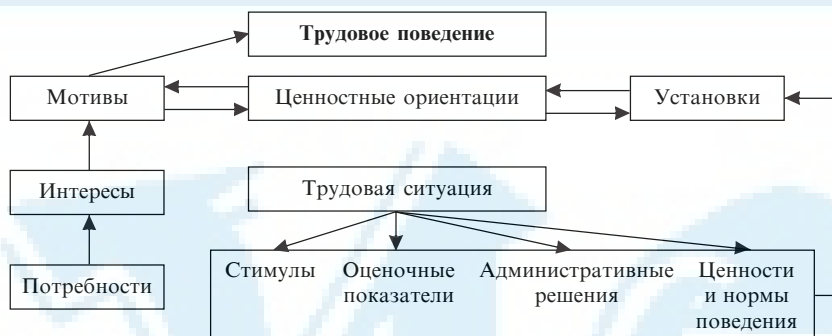 Трудовое поведение
Мотивы
Ценностные ориентации
Установки
Интересы
Трудовая ситуация
Потребности
Стимулы
Оценочные
показатели
Административные
решения
Ценности
и нормы
поведения